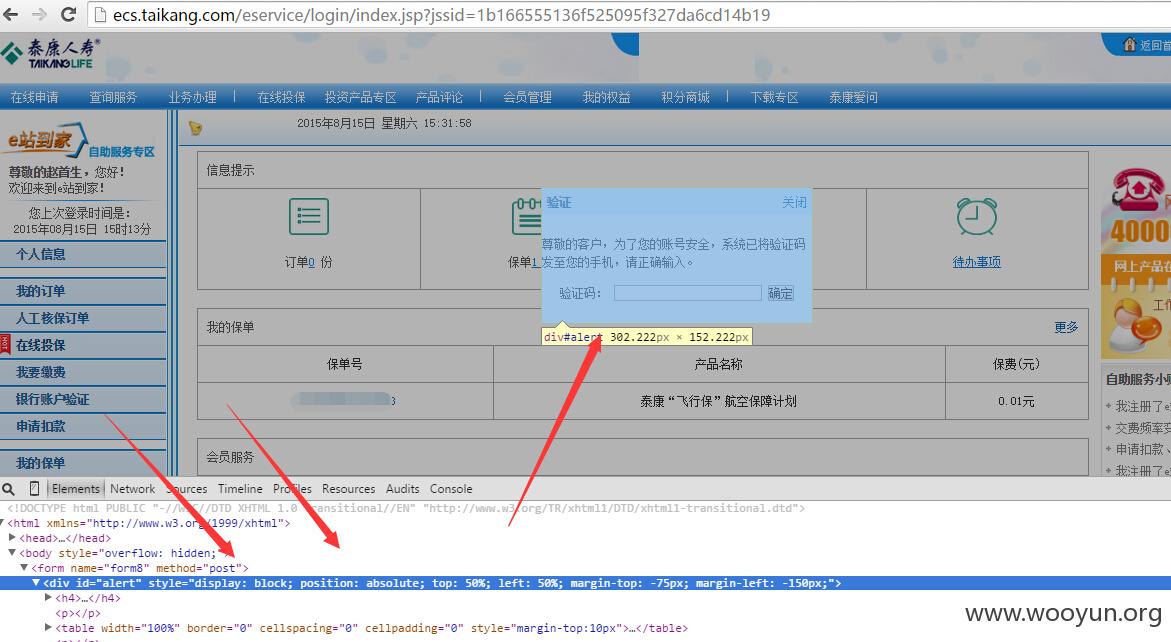 ecs.taikang.com/eservice/login/index.jsp?jssid=1b166555136f525095f327da6cd14b19
泰康人寿®
TAIKANGLIFE
返回首
在线申请 查询服务 业务办理 | 在线投保 投资产品专区 产品评论 | 会员管理 我的权益 积分商城 | 下载专区 泰康爱问
e站到家
自助服务专区
2015年8月15日 星期六 15:31:58
尊敬的赵首生，您好！
欢迎来到e站到家！
您上次登录时间是：
2015年08月15日 15时13分
个人信息
我的订单
人工核保订单
HOT
在线投保
我要缴费
银行账户验证
申请扣款
我的保单
信息提示
订单0 份
保单1
待办事项
验证 关闭
尊敬的客户，为了您的账号安全，系统已将验证码
发至您的手机，请正确输入。
验证码： 确定
div#alert 302.222px × 152.222px
我的保单 更多
保单号 产品名称 保费(元)
3 泰康“飞行保”航空保障计划 0.01元
会员服务
4000
网上产品在
工作
自助服务小贴
我注册了e
交费频率变
申请扣款、
我注册了e
Elements Network Sources Timeline Profiles Resources Audits Console
<!DOCTYPE html PUBLIC "-//W3C//DTD XHTML 1.0 Transitional//EN" "http://www.w3.org/TR/xhtml1/DTD/xhtml1-transitional.dtd">
<html xmlns="http://www.w3.org/1999/xhtml">
<head>…</head>
<body style="overflow: hidden;">
<form name="form8" method="post">
<div id="alert" style="display: block; position: absolute; top: 50%; left: 50%; margin-top: -75px; margin-left: -150px;">
<h4>…</h4>
<p></p>
<table width="100%" border="0" cellspacing="0" cellpadding="0" style="margin-top:10px">…</table>
www.wooyun.org